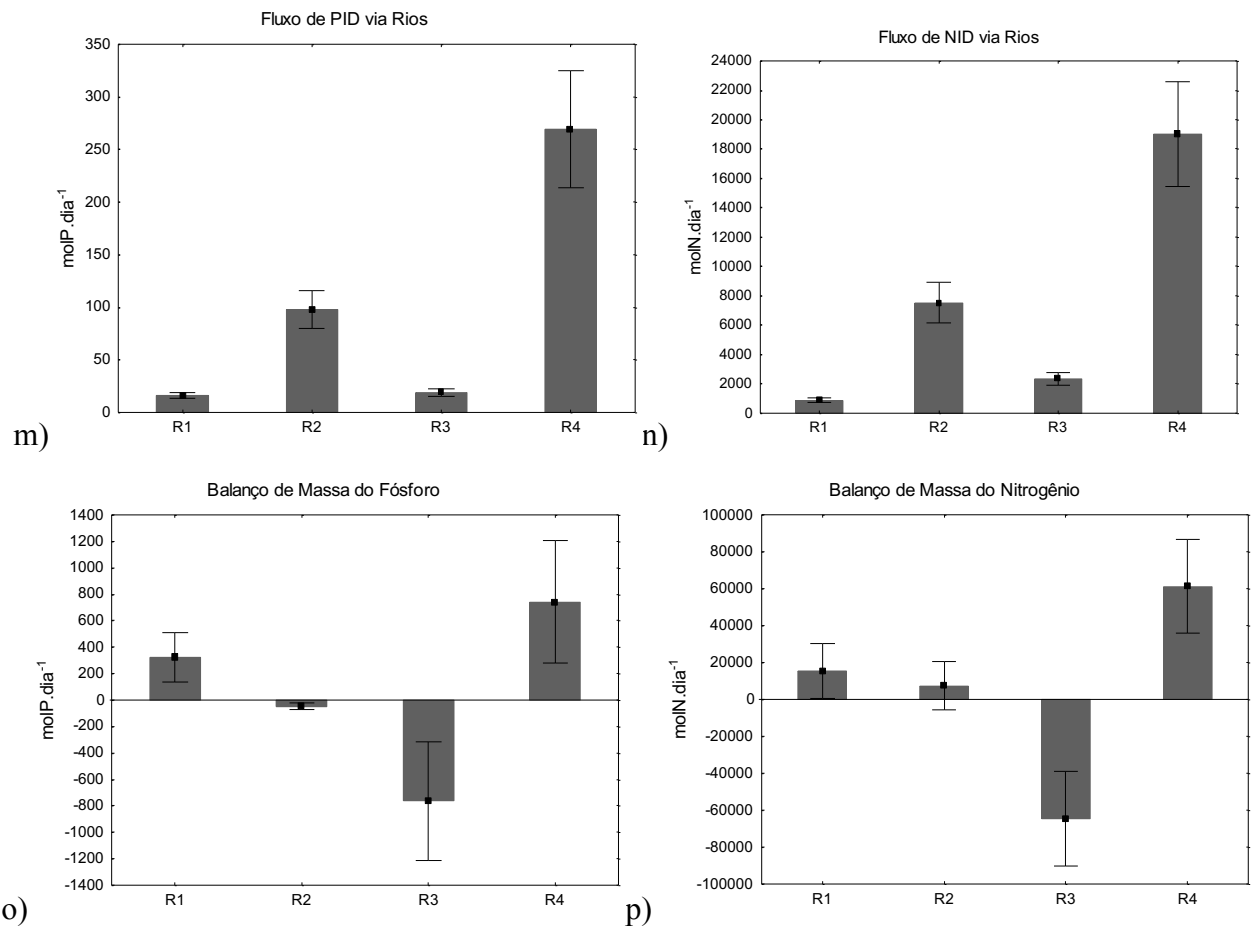 Fluxo de PID via Rios
350
300
250
200
150
100
50
0
molP.dia-1
R1 R2 R3 R4
m)
Fluxo de NID via Rios
24000
22000
20000
18000
16000
14000
12000
10000
8000
6000
4000
2000
0
molN.dia-1
R1 R2 R3 R4
n)
Balanço de Massa do Fósforo
1400
1200
1000
800
600
400
200
0
-200
-400
-600
-800
-1000
-1200
-1400
molP.dia-1
R1 R2 R3 R4
o)
Balanço de Massa do Nitrogênio
100000
80000
60000
40000
20000
0
-20000
-40000
-60000
-80000
-100000
molN.dia-1
R1 R2 R3 R4
p)